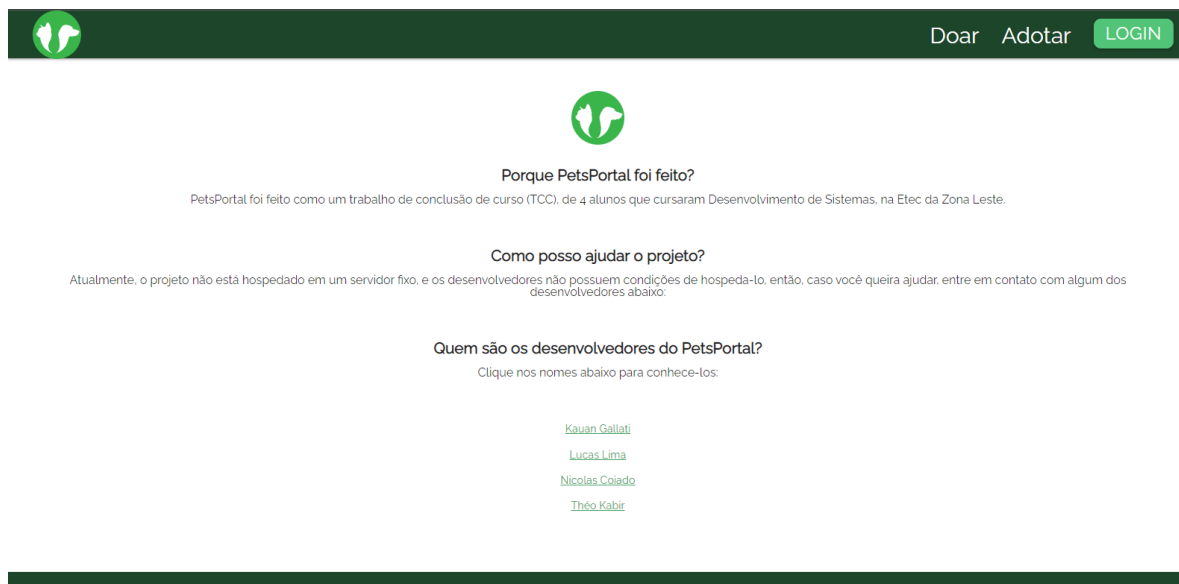 Doar Adotar LOGIN
Porque PetsPortal foi feito?
PetsPortal foi feito como um trabalho de conclusão de curso (TCC), de 4 alunos que cursaram Desenvolvimento de Sistemas, na Etec da Zona Leste.
Como posso ajudar o projeto?
Atualmente, o projeto não está hospedado em um servidor fixo, e os desenvolvedores não possuem condições de hospeda-lo, então, caso você queira ajudar, entre em contato com algum dos
desenvolvedores abaixo:
Quem são os desenvolvedores do PetsPortal?
Clique nos nomes abaixo para conhece-los:
Kauan Gallati
Lucas Lima
Nicolas Coiado
Théo Kabir